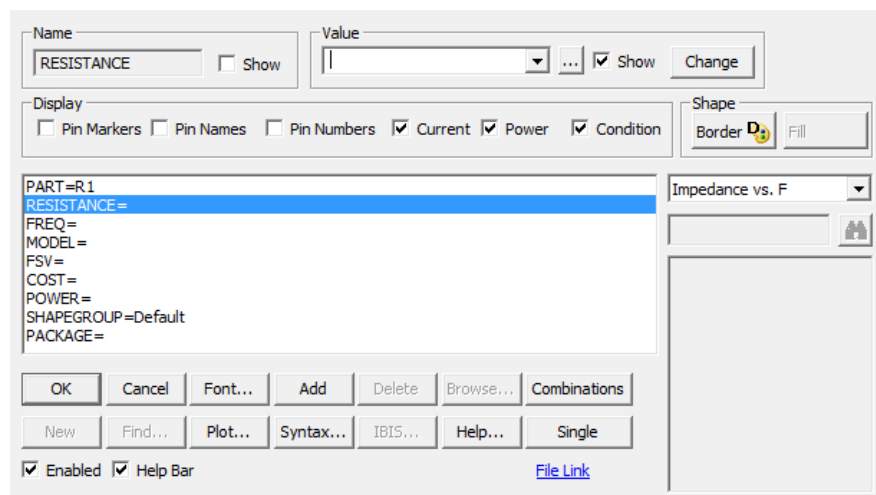 Name
RESISTANCE
Show
Value
...
Show
Change
Display
Pin Markers
Pin Names
Pin Numbers
Current
Power
Condition
Shape
Border
D
Fill
PART=R1
RESISTANCE=
FREQ=
MODEL=
FSV=
COST=
POWER=
SHAPEGROUP=Default
PACKAGE=
Impedance vs. F
OK
Cancel
Font...
Add
Delete
Browse...
Combinations
New
Find...
Plot...
Syntax...
IBIS...
Help...
Single
Enabled
Help Bar
File Link